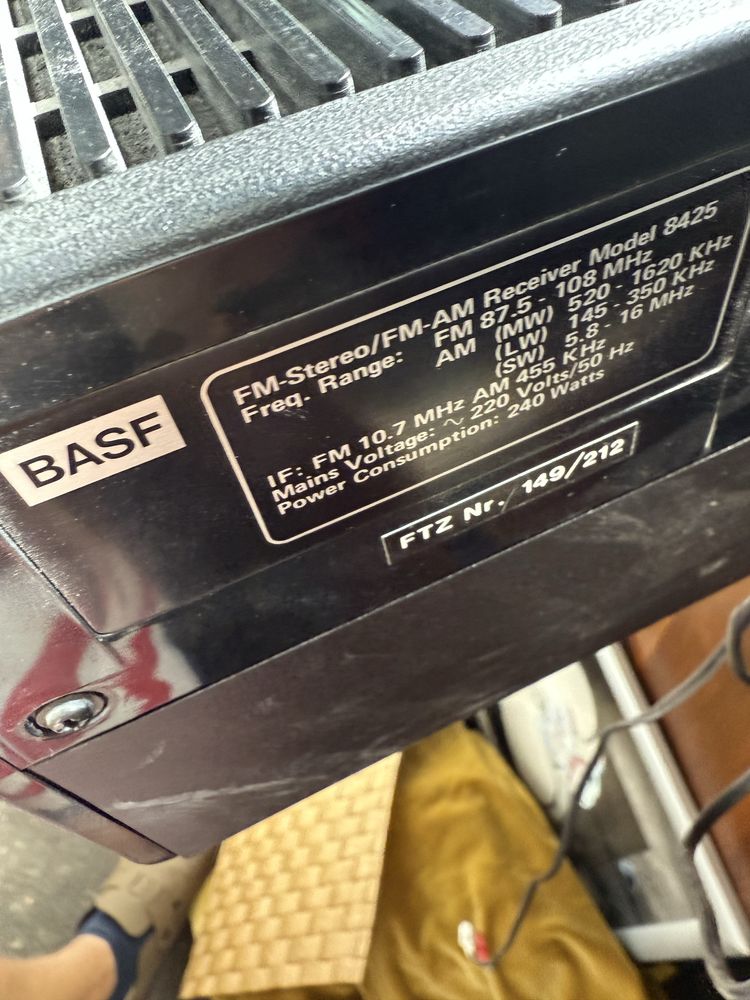 BASF
FM-Stereo/FM-AM Receiver Model 8425
Freq. Range: FM 87.5 - 108 MHz
AM (MW) 520 - 1620 KHz
(LW) 145 - 350 KHz
(SW) 5.8 - 16 MHz
IF: FM 10.7 MHz AM 455 KHz
Mains Voltage: ~ 220 Volts/50 Hz
Power Consumption: 240 Watts
FTZ Nr. 149/212